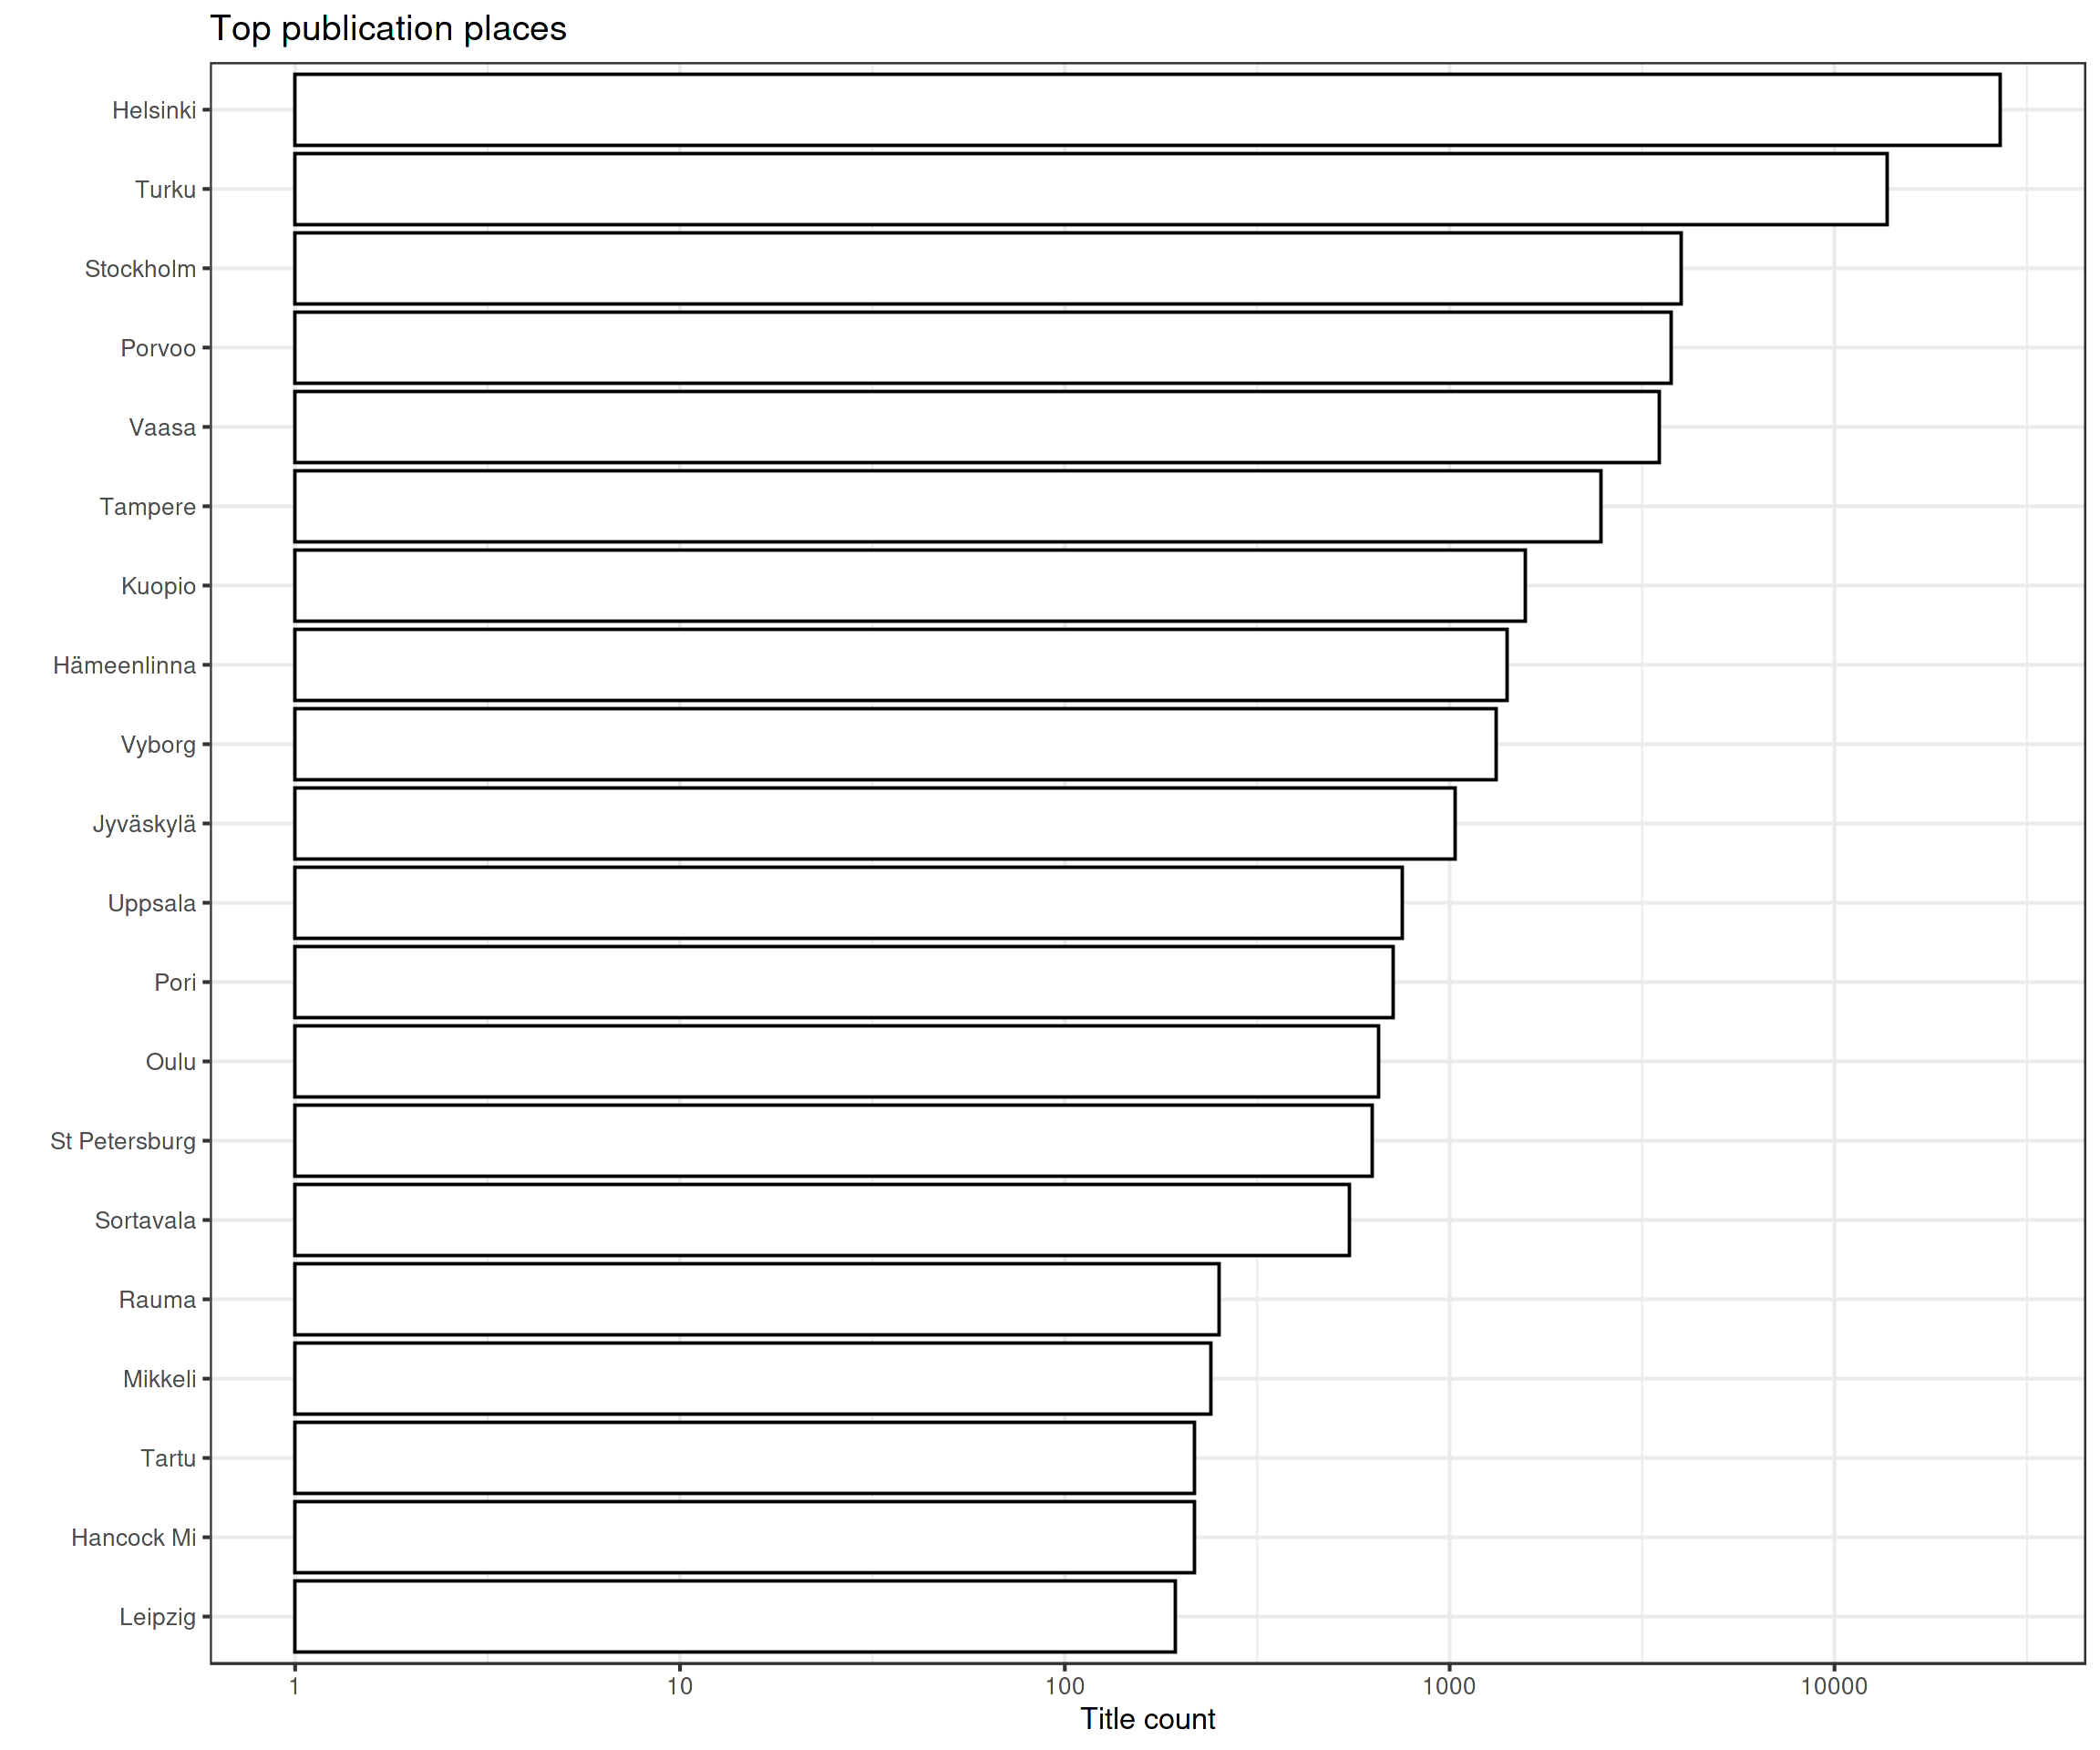 Top publication places
Helsinki
Turku
Stockholm
Porvoo
Vaasa
Tampere
Kuopio
Hämeenlinna
Vyborg
Jyväskylä
Uppsala
Pori
Oulu
St Petersburg
Sortavala
Rauma
Mikkeli
Tartu
Hancock Mi
Leipzig
1 10 100 1000 10000
Title count